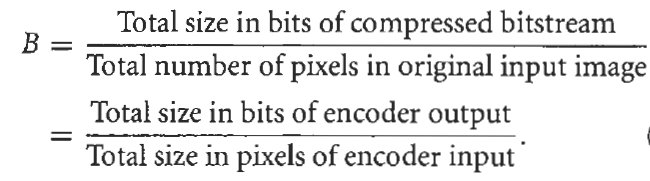 B = Total size in bits of compressed bitstream
Total number of pixels in original input image
= Total size in bits of encoder output
Total size in pixels of encoder input. (